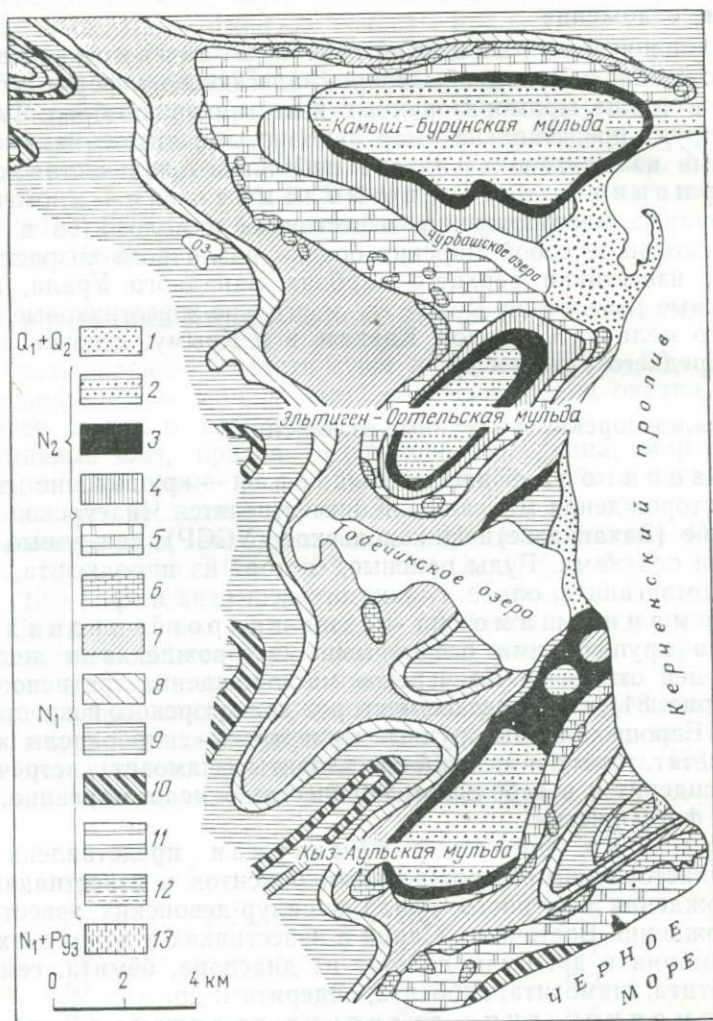 Камыш-Бурунская мульда
Чурбашское озеро
Оз.
Q₁+Q₂ 1
2
N₂ 3
4
5
6
7
8
N₁ 9
10
11
12
N₁+Pg₃ 13
0 2 4 км
Эльтиген-Ортельская мульда
Тобечикское озеро
Кыз-Аульская мульда
Керченский пролив
ЧЕРНОЕ
МОРЕ